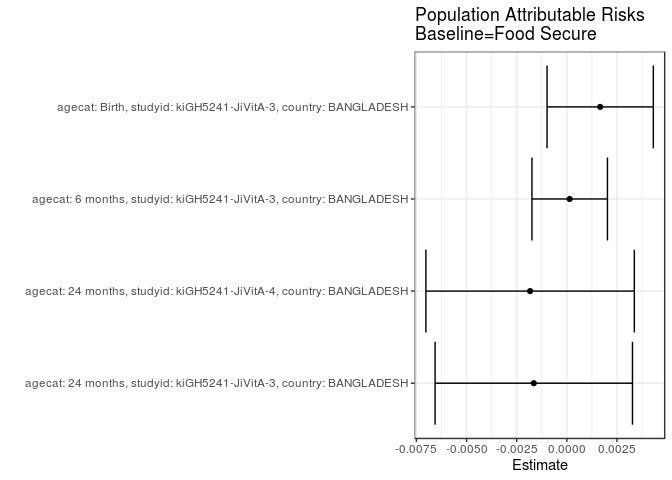 Population Attributable Risks
Baseline=Food Secure
agecat: Birth, studyid: kiGH5241-JiVitA-3, country: BANGLADESH
agecat: 6 months, studyid: kiGH5241-JiVitA-3, country: BANGLADESH
agecat: 24 months, studyid: kiGH5241-JiVitA-4, country: BANGLADESH
agecat: 24 months, studyid: kiGH5241-JiVitA-3, country: BANGLADESH
-0.0075 -0.0050 -0.0025 0.0000 0.0025
Estimate